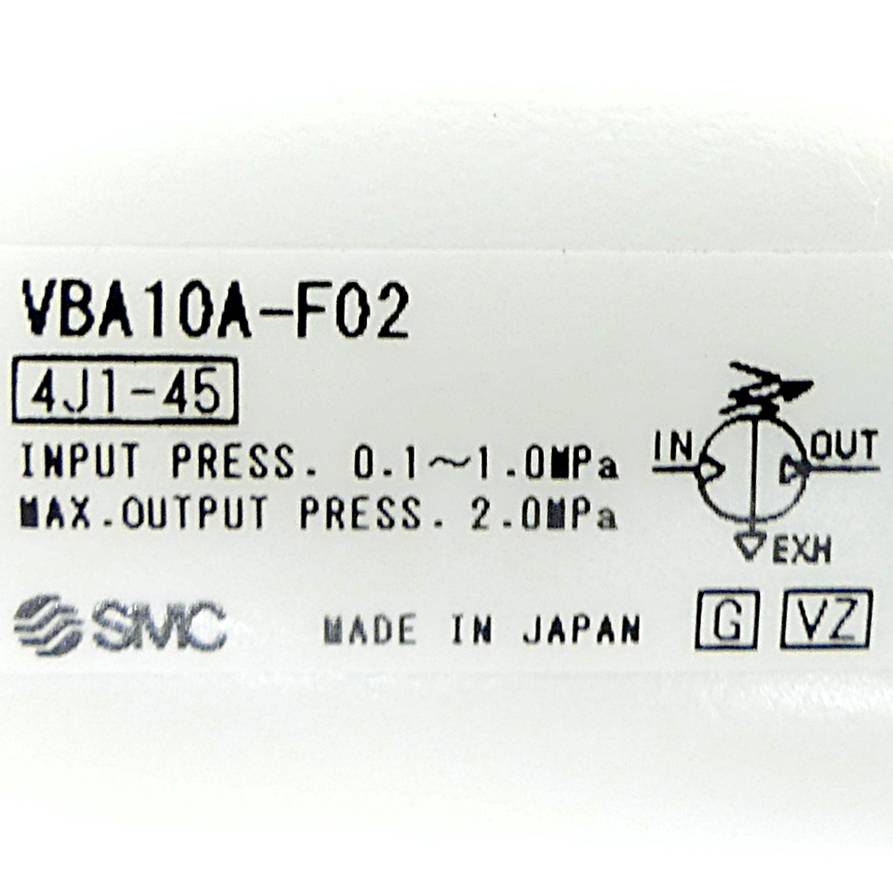 VBA10A-F02
4J1-45
INPUT PRESS. 0.1~1.0MPa
MAX.OUTPUT PRESS. 2.0MPa
IN OUT
EXH
SMC MADE IN JAPAN G VZ